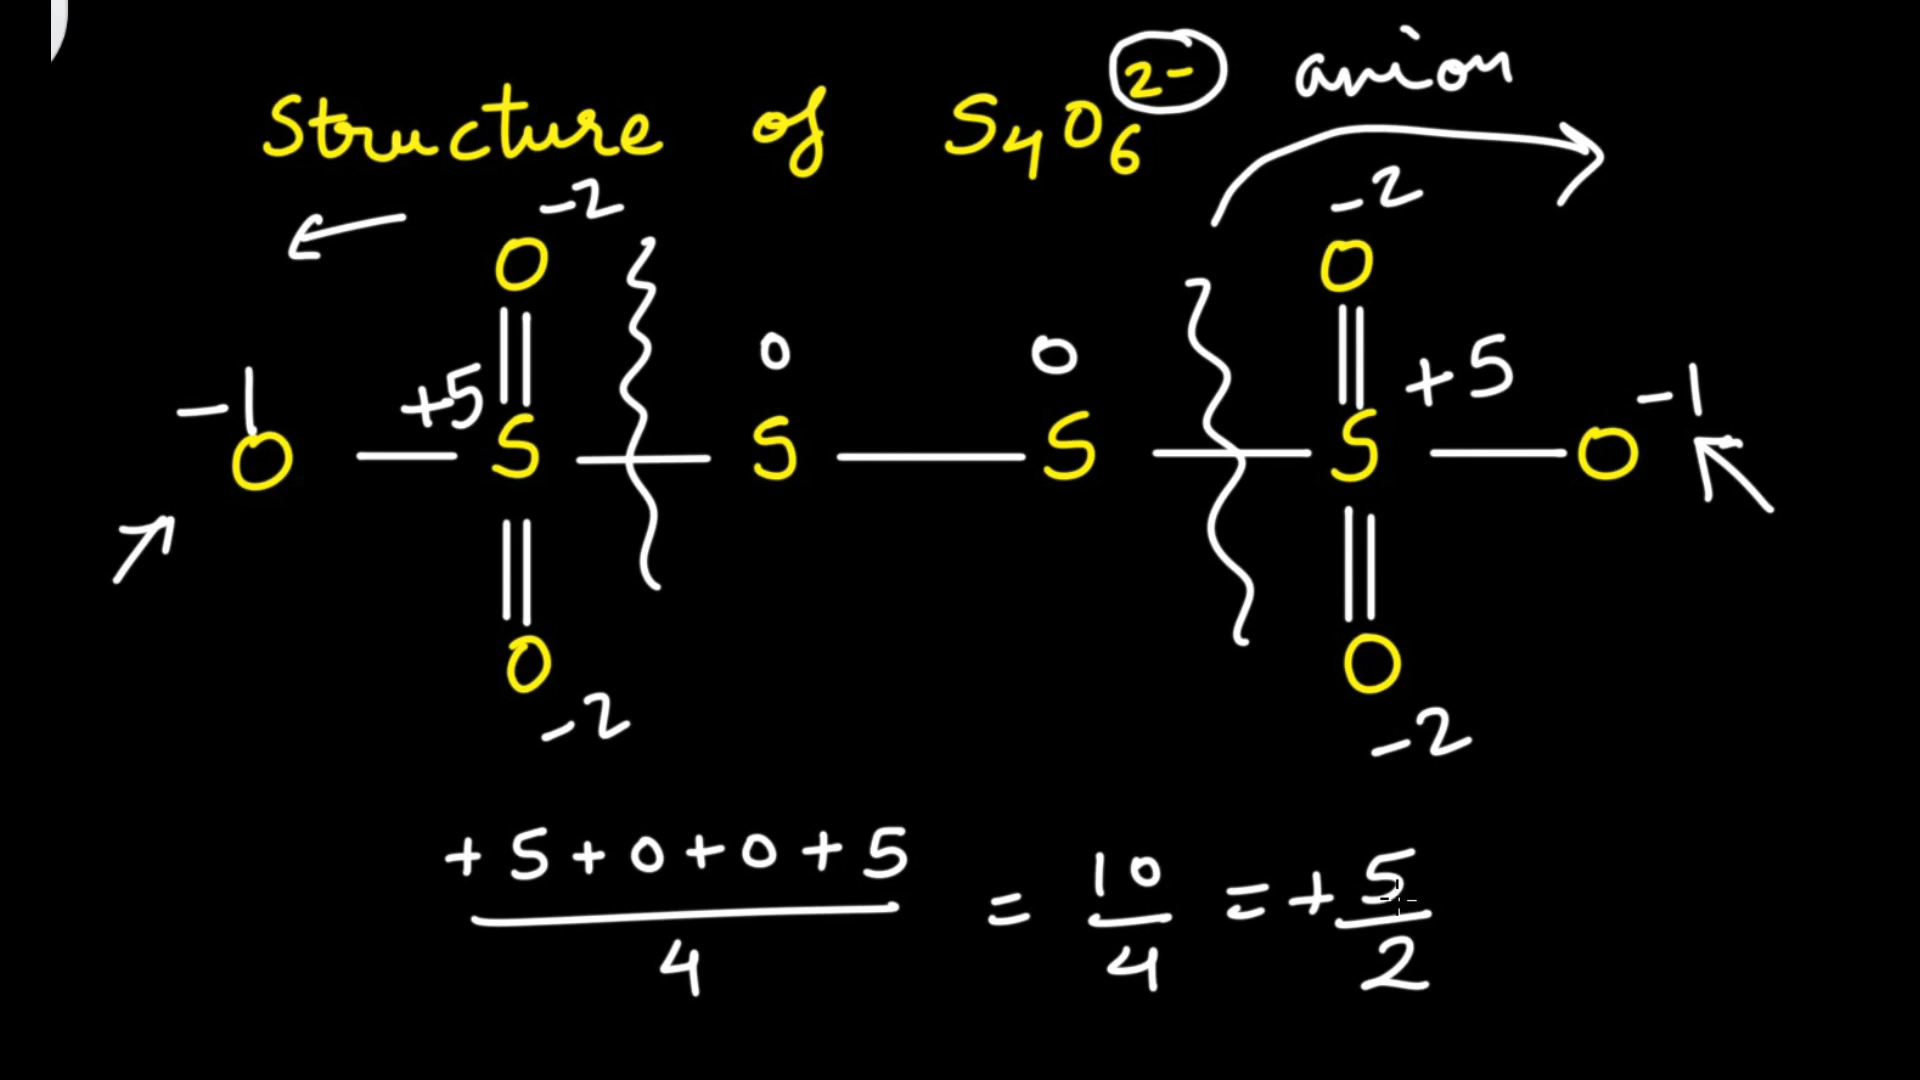 Structure of S4O6 2- anion
-2 -2
O O
-1 +5 0 0 +5 -1
O — S — S — S — S — O
O O
-2 -2
+5+0+0+5 / 4 = 10/4 = +5/2